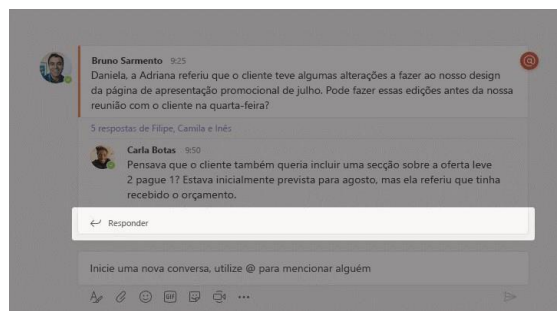 Bruno Sarmento 9:25
Daniela, a Adriana referiu que o cliente teve algumas alterações a fazer ao nosso design
da página de apresentação promocional de julho. Pode fazer essas edições antes da nossa
reunião com o cliente na quarta-feira?
5 respostas de Filipe, Camila e Inés
Carla Botas 9:50
Pensava que o cliente também queria incluir uma secção sobre a oferta leve
2 pague 1? Estava inicialmente prevista para agosto, mas ela referiu que tinha
recebido o orçamento.
Responder
Inicie uma nova conversa, utilize @ para mencionar alguém
GIF